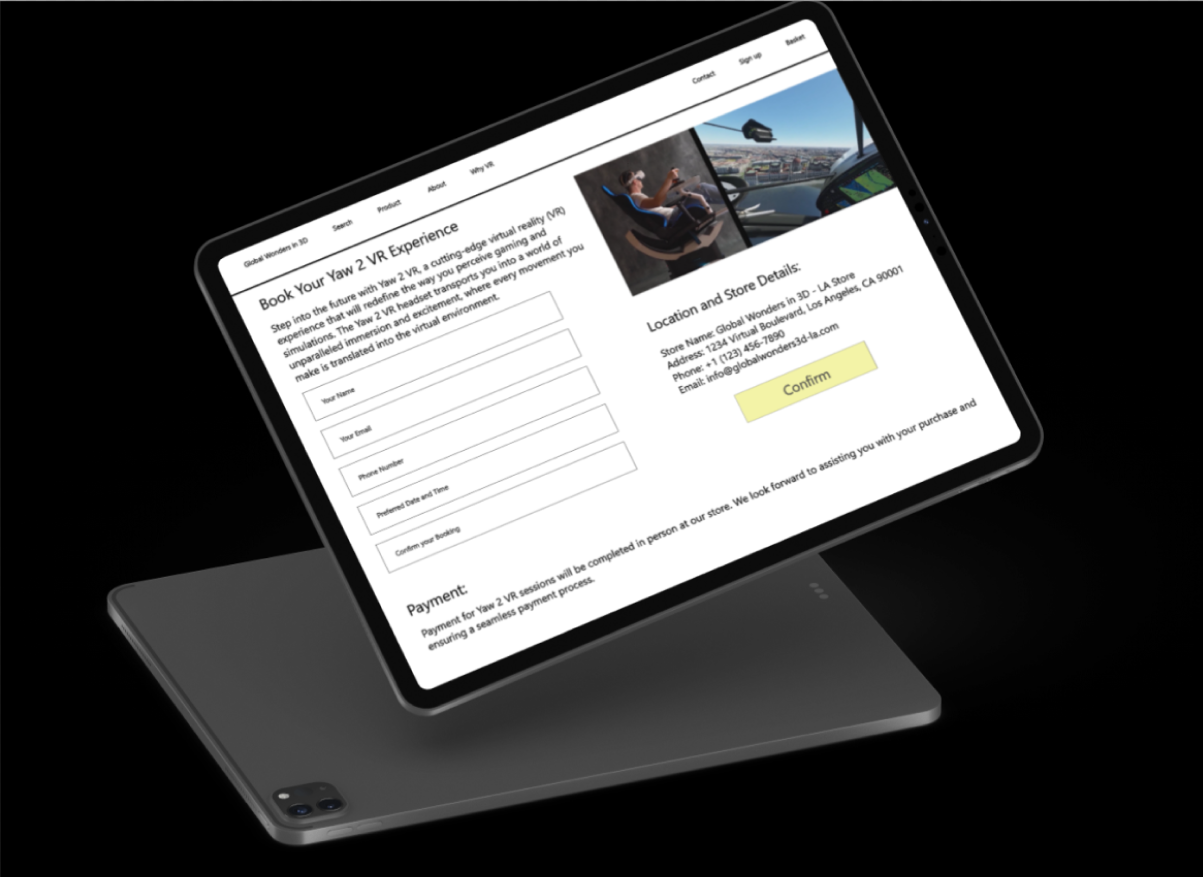 Global Wonders in 3D
Search
Product
About
Why VR
Contact
Sign up
Basket
Book Your Yaw 2 VR Experience
Step into the future with Yaw 2 VR, a cutting-edge virtual reality (VR)
experience that will redefine the way you perceive gaming and
simulations. The Yaw 2 VR headset transports you into a world of
unparalleled immersion and excitement, where every movement you
make is translated into the virtual environment.
Your Name
Your Email
Phone Number
Preferred Date and Time
Confirm your Booking
Location and Store Details:
Store Name: Global Wonders in 3D - LA Store
Address: 1234 Virtual Boulevard, Los Angeles, CA 90001
Phone: +1 (123) 456-7890
Email: info@globalwonders3d-la.com
Confirm
Payment:
Payment for Yaw 2 VR sessions will be completed in person at our store. We look forward to assisting you with your purchase and
ensuring a seamless payment process.